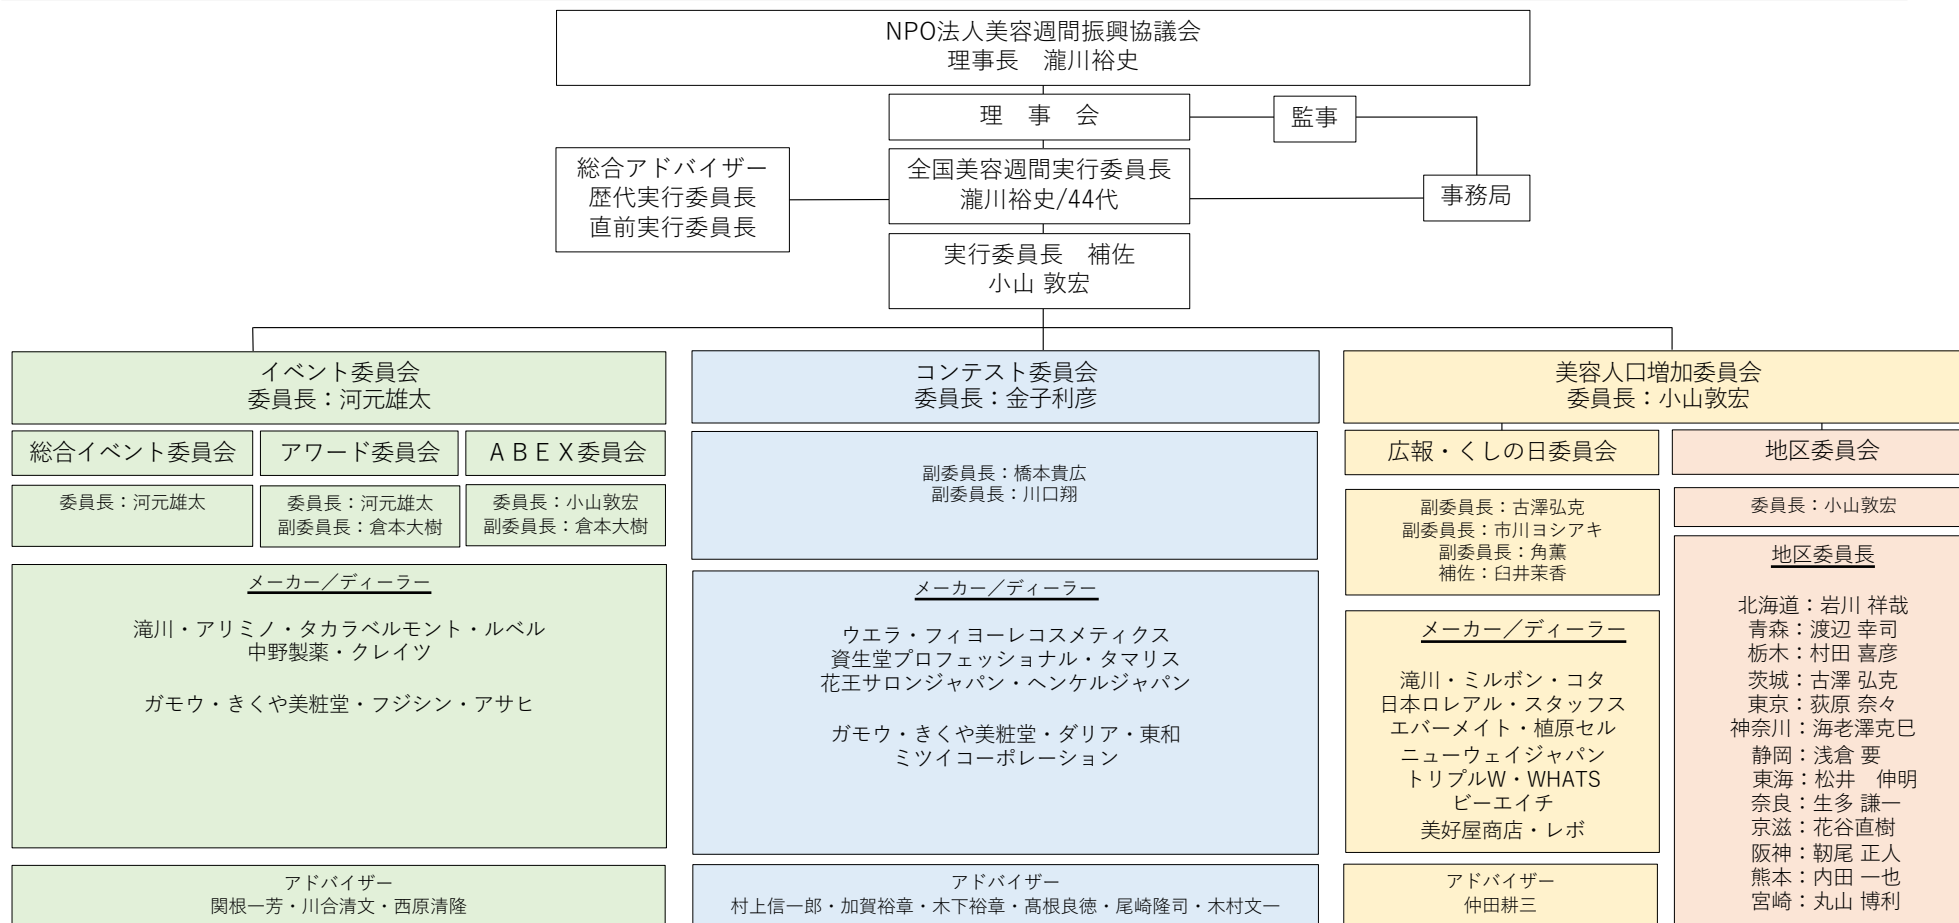 NPO法人美容週間振興協議会
理事長　瀧川裕史
理　事　会
監事
総合アドバイザー
歴代実行委員長
直前実行委員長
全国美容週間実行委員長
瀧川裕史/44代
事務局
実行委員長　補佐
小山 敦宏
イベント委員会
委員長：河元雄太
総合イベント委員会
委員長：河元雄太
アワード委員会
委員長：河元雄太
副委員長：倉本大樹
ＡＢＥＸ委員会
委員長：小山敦宏
副委員長：倉本大樹
メーカー／ディーラー
滝川・アリミノ・タカラベルモント・ルベル
中野製薬・クレイツ
ガモウ・きくや美粧堂・フジシン・アサヒ
アドバイザー
関根一芳・川合清文・西原清隆
コンテスト委員会
委員長：金子利彦
副委員長：橋本貴広
副委員長：川口翔
メーカー／ディーラー
ウエラ・フィヨーレコスメティクス
資生堂プロフェッショナル・タマリス
花王サロンジャパン・ヘンケルジャパン
ガモウ・きくや美粧堂・ダリア・東和
ミツイコーポレーション
アドバイザー
村上信一郎・加賀裕章・木下裕章・髙根良徳・尾崎隆司・木村文一
美容人口増加委員会
委員長：小山敦宏
広報・くしの日委員会
副委員長：古澤弘克
副委員長：市川ヨシアキ
副委員長：角薫
補佐：臼井茉香
メーカー／ディーラー
滝川・ミルボン・コタ
日本ロレアル・スタッフス
エバーメイト・植原セル
ニューウェイジャパン
トリプルW・WHATS
ビーエイチ
美好屋商店・レボ
アドバイザー
仲田耕三
地区委員会
委員長：小山敦宏
地区委員長
北海道：岩川 祥哉
青森：渡辺 幸司
栃木：村田 喜彦
茨城：古澤 弘克
東京：荻原 奈々
神奈川：海老澤克巳
静岡：浅倉 要
東海：松井　伸明
奈良：生多 謙一
京滋：花谷直樹
阪神：靭尾 正人
熊本：内田 一也
宮崎：丸山 博利